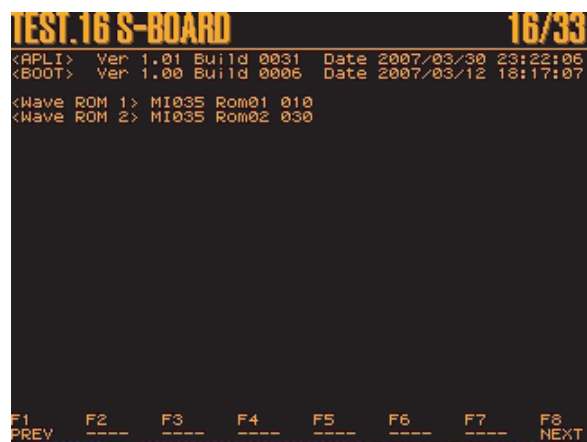 TEST.16 S-BOARD 16/33
<APLI> Ver 1.01 Build 0031 Date 2007/03/30 23:22:06
<BOOT> Ver 1.00 Build 0006 Date 2007/03/12 18:17:07
<Wave ROM 1> MI035 Rom01 010
<Wave ROM 2> MI035 Rom02 030
F1 F2 F3 F4 F5 F6 F7 F8
PREV ---- ---- ---- ---- ---- ---- NEXT